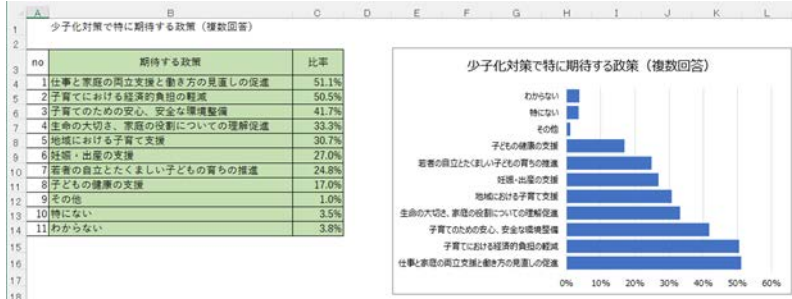 A B C D E F G H I J K L
1 少子化対策で特に期待する政策（複数回答）
2
3 no 期待する政策 比率
4 1 仕事と家庭の両立支援と働き方の見直しの促進 51.1%
5 2 子育てにおける経済的負担の軽減 50.5%
6 3 子育てのための安心、安全な環境整備 41.7%
7 4 生命の大切さ、家庭の役割についての理解促進 33.3%
8 5 地域における子育て支援 30.7%
9 6 妊娠・出産の支援 27.0%
10 7 若者の自立とたくましい子どもの育ちの推進 24.8%
11 8 子どもの健康の支援 17.0%
12 9 その他 1.0%
13 10 特にない 3.5%
14 11 わからない 3.8%
15
16
17
18
少子化対策で特に期待する政策（複数回答）
わからない
特にない
その他
子どもの健康の支援
若者の自立とたくましい子どもの育ちの推進
妊娠・出産の支援
地域における子育て支援
生命の大切さ、家庭の役割についての理解促進
子育てのための安心、安全な環境整備
子育てにおける経済的負担の軽減
仕事と家庭の両立支援と働き方の見直しの促進
0% 10% 20% 30% 40% 50% 60%